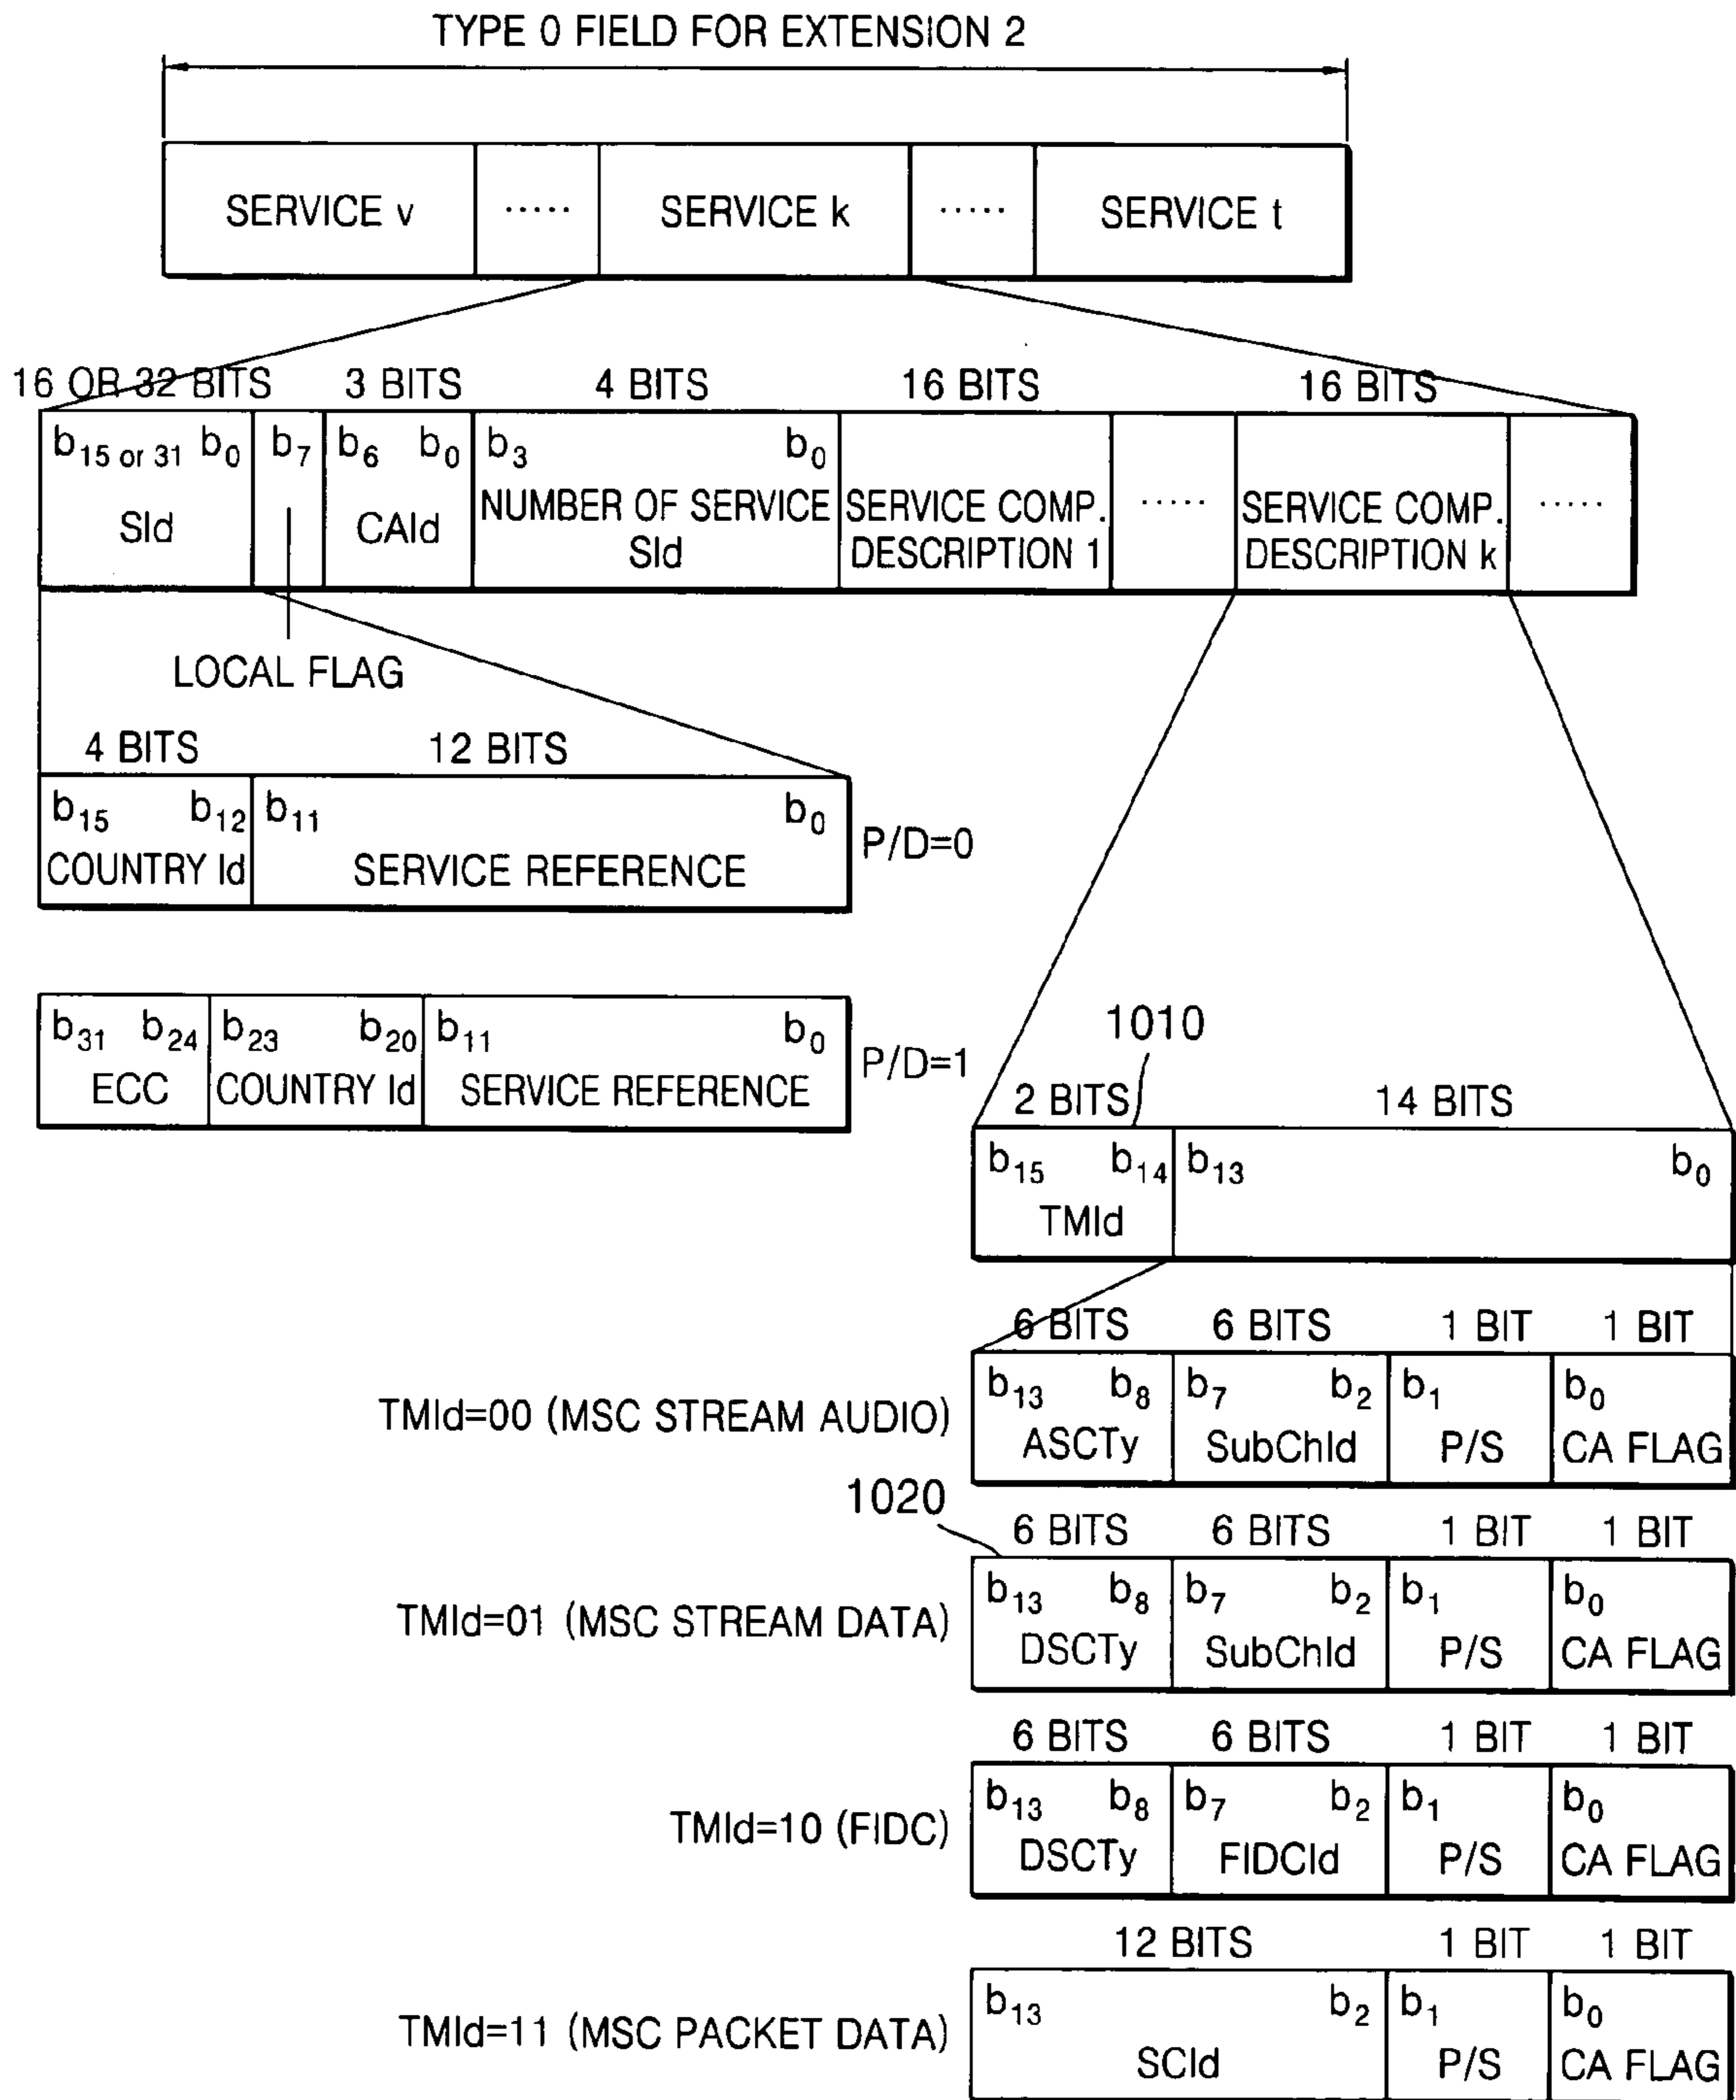 TYPE 0 FIELD FOR EXTENSION 2
SERVICE v ..... SERVICE k ..... SERVICE t
16 OR 32 BITS 3 BITS 4 BITS 16 BITS 16 BITS
b15 or 31 b0 b7 b6 b0 b3 b0
SId CAId NUMBER OF SERVICE SId SERVICE COMP. DESCRIPTION 1 ..... SERVICE COMP. DESCRIPTION k .....
LOCAL FLAG
4 BITS 12 BITS
b15 b12 b11 b0
COUNTRY Id SERVICE REFERENCE P/D=0
b31 b24 b23 b20 b11 b0
ECC COUNTRY Id SERVICE REFERENCE P/D=1
1010
2 BITS 14 BITS
b15 b14 b13 b0
TMId
6 BITS 6 BITS 1 BIT 1 BIT
b13 b8 b7 b2 b1 b0
TMId=00 (MSC STREAM AUDIO) ASCTy SubChId P/S CA FLAG
1020
6 BITS 6 BITS 1 BIT 1 BIT
b13 b8 b7 b2 b1 b0
TMId=01 (MSC STREAM DATA) DSCTy SubChId P/S CA FLAG
6 BITS 6 BITS 1 BIT 1 BIT
b13 b8 b7 b2 b1 b0
TMId=10 (FIDC) DSCTy FIDCId P/S CA FLAG
12 BITS 1 BIT 1 BIT
b13 b2 b1 b0
TMId=11 (MSC PACKET DATA) SCId P/S CA FLAG